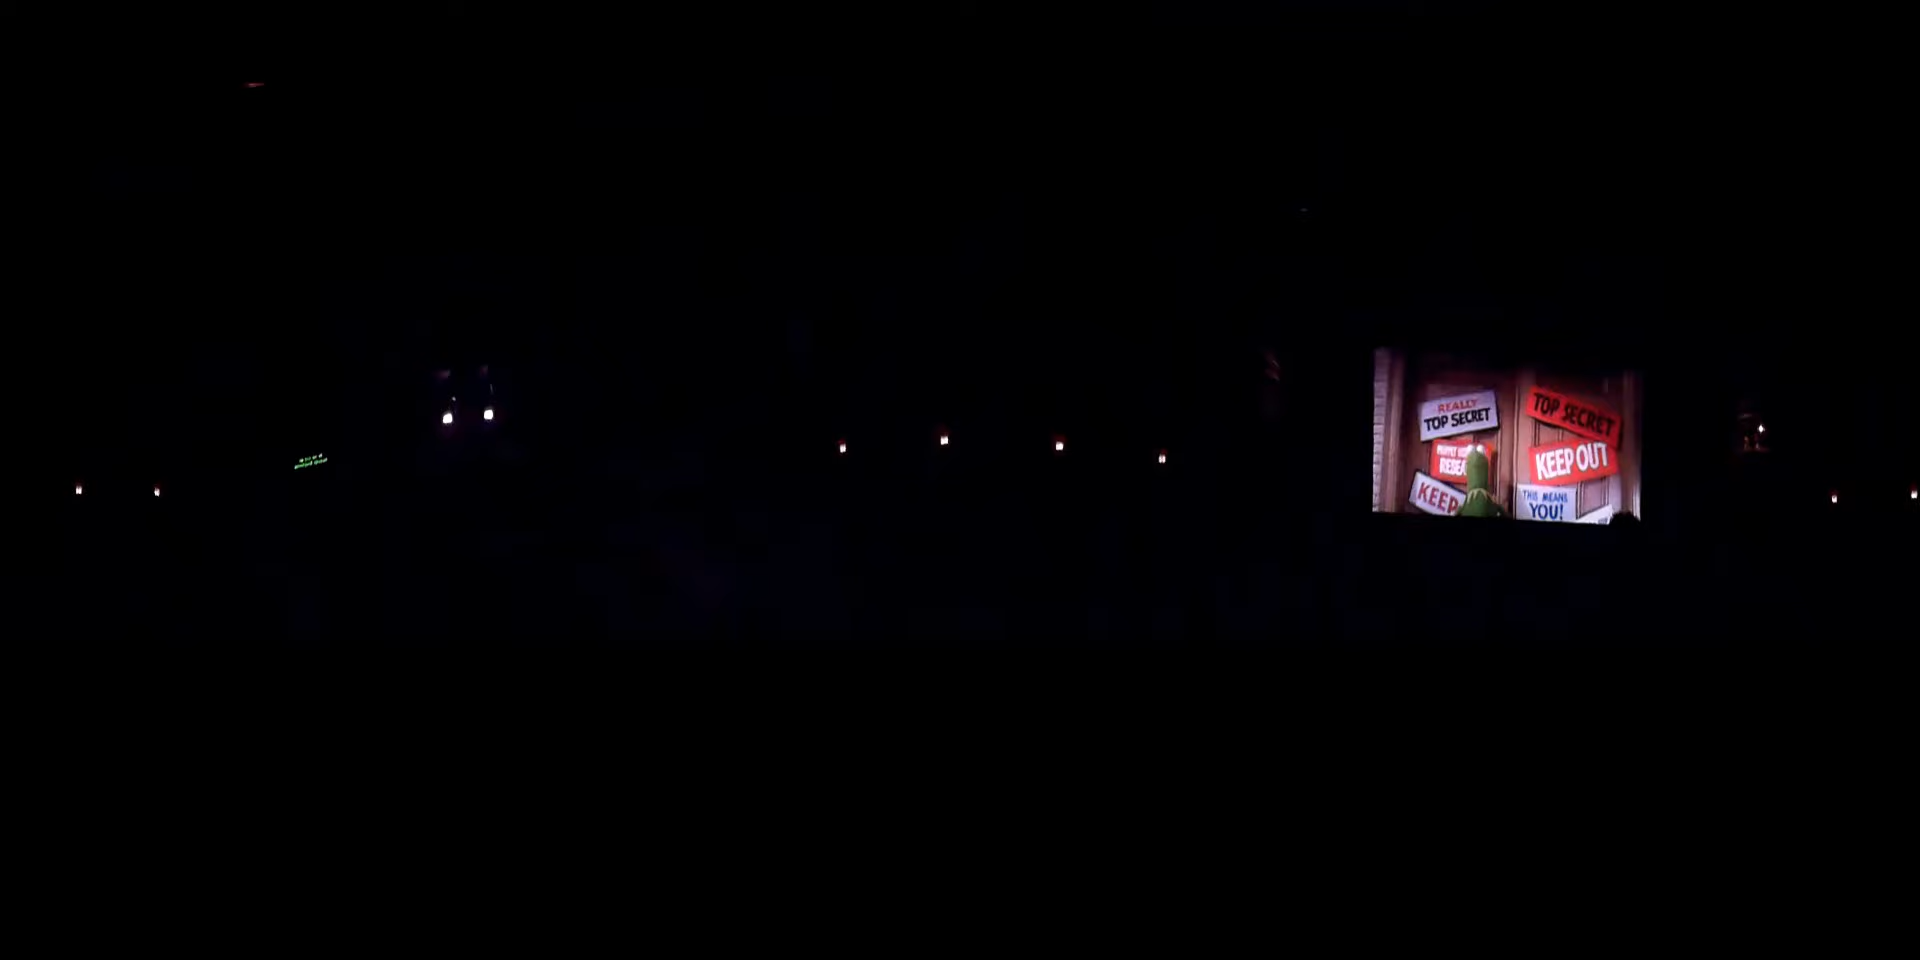 REALLY
TOP SECRET
TOP SECRET
KEEP OUT
KEEP
THIS MEANS
YOU!